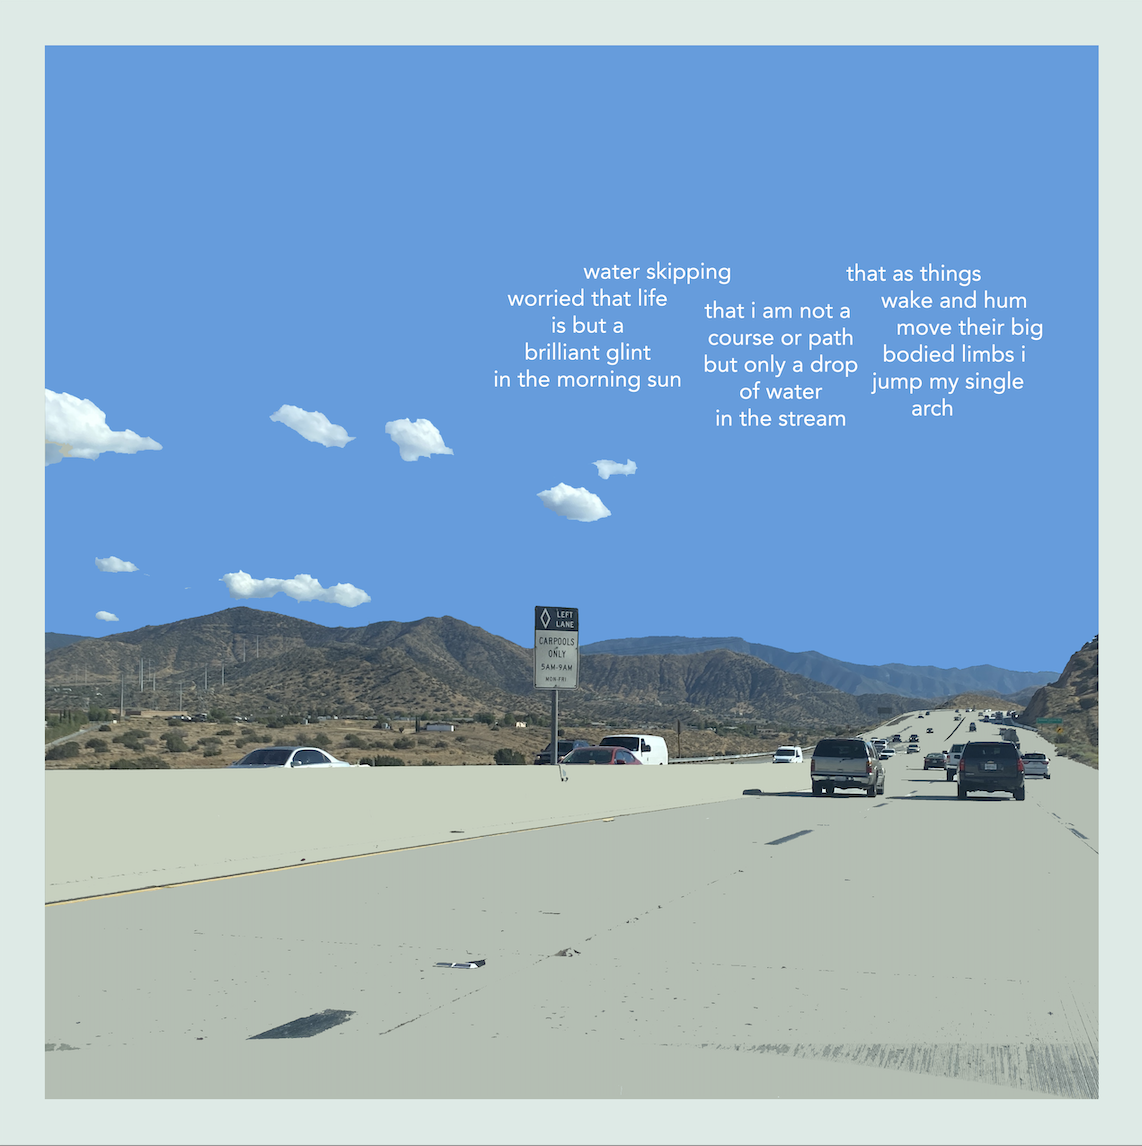 water skipping
worried that life
is but a
brilliant glint
in the morning sun
that i am not a
course or path
but only a drop
of water
in the stream
that as things
wake and hum
move their big
bodied limbs i
jump my single
arch
LEFT
LANE
CARPOOLS
ONLY
5AM-9AM
MON-FRI